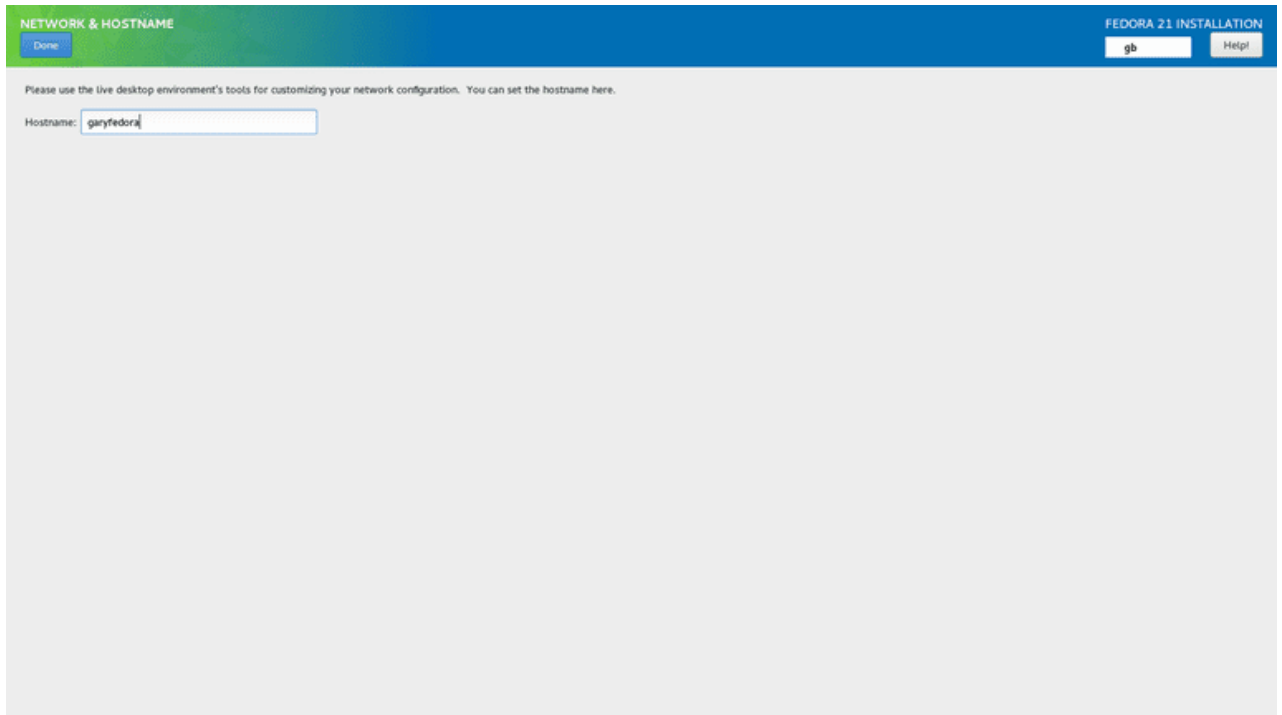 NETWORK & HOSTNAME
FEDORA 21 INSTALLATION
Done
gb
Help!
Please use the live desktop environment's tools for customizing your network configuration. You can set the hostname here.
Hostname: garyfedora